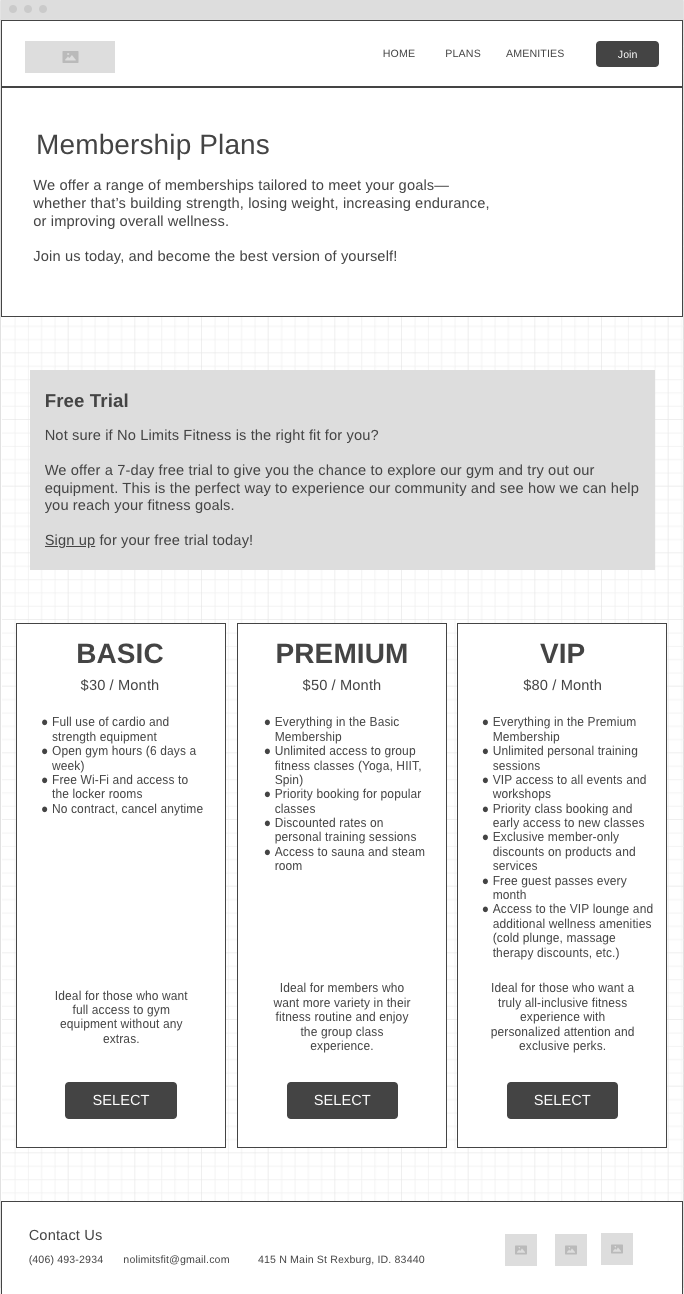 HOME PLANS AMENITIES Join
Membership Plans
We offer a range of memberships tailored to meet your goals—
whether that’s building strength, losing weight, increasing endurance,
or improving overall wellness.
Join us today, and become the best version of yourself!
Free Trial
Not sure if No Limits Fitness is the right fit for you?
We offer a 7-day free trial to give you the chance to explore our gym and try out our
equipment. This is the perfect way to experience our community and see how we can help
you reach your fitness goals.
Sign up for your free trial today!
BASIC
$30 / Month
● Full use of cardio and
strength equipment
● Open gym hours (6 days a
week)
● Free Wi-Fi and access to
the locker rooms
● No contract, cancel anytime
Ideal for those who want
full access to gym
equipment without any
extras.
SELECT
PREMIUM
$50 / Month
● Everything in the Basic
Membership
● Unlimited access to group
fitness classes (Yoga, HIIT,
Spin)
● Priority booking for popular
classes
● Discounted rates on
personal training sessions
● Access to sauna and steam
room
Ideal for members who
want more variety in their
fitness routine and enjoy
the group class
experience.
SELECT
VIP
$80 / Month
● Everything in the Premium
Membership
● Unlimited personal training
sessions
● VIP access to all events and
workshops
● Priority class booking and
early access to new classes
● Exclusive member-only
discounts on products and
services
● Free guest passes every
month
● Access to the VIP lounge and
additional wellness amenities
(cold plunge, massage
therapy discounts, etc.)
Ideal for those who want a
truly all-inclusive fitness
experience with
personalized attention and
exclusive perks.
SELECT
Contact Us
(406) 493-2934 nolimitsfit@gmail.com 415 N Main St Rexburg, ID. 83440